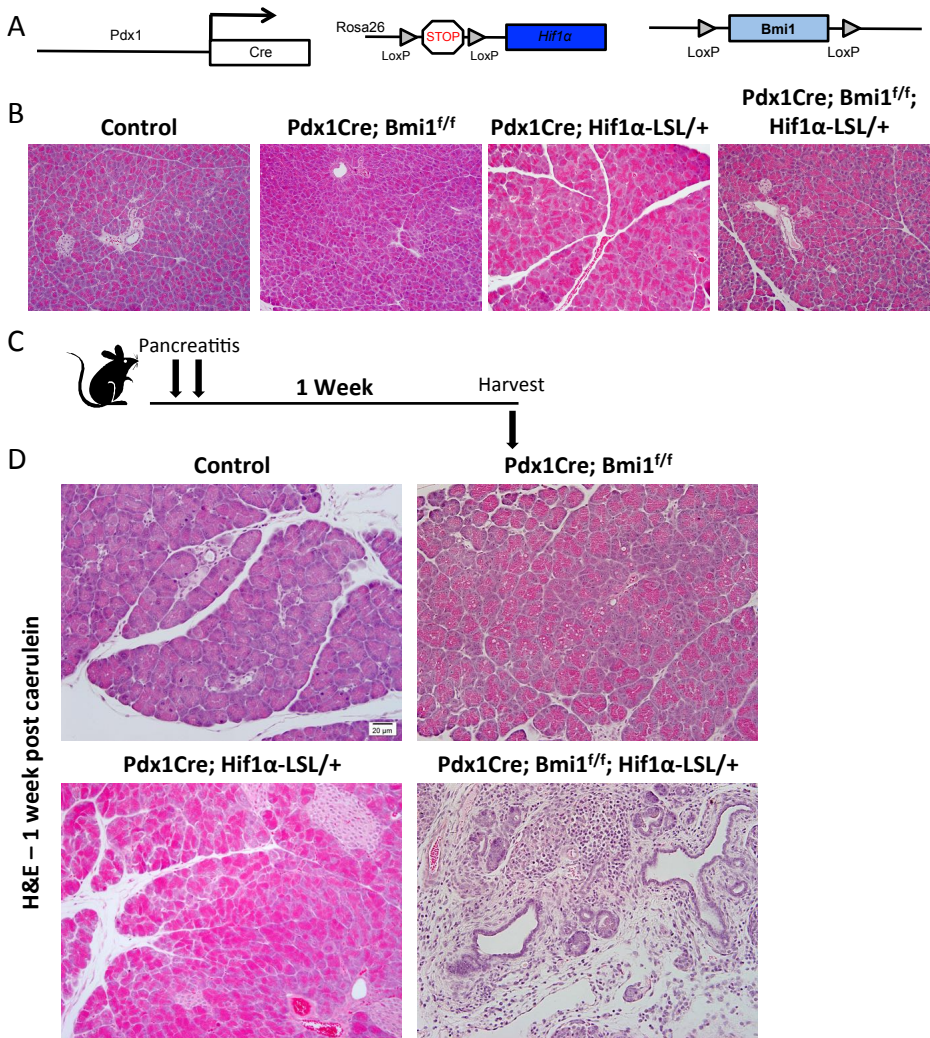 A
Pdx1
Cre
Rosa26
STOP
Hif1α
LoxP
LoxP
Bmi1
LoxP
LoxP
B
Control
Pdx1Cre; Bmi1f/f
Pdx1Cre; Hif1α-LSL/+
Pdx1Cre; Bmi1f/f;
Hif1α-LSL/+
C
Pancreatitis
1 Week
Harvest
D
Control
Pdx1Cre; Bmi1f/f
20 µm
H&E – 1 week post caerulein
Pdx1Cre; Hif1α-LSL/+
Pdx1Cre; Bmi1f/f; Hif1α-LSL/+